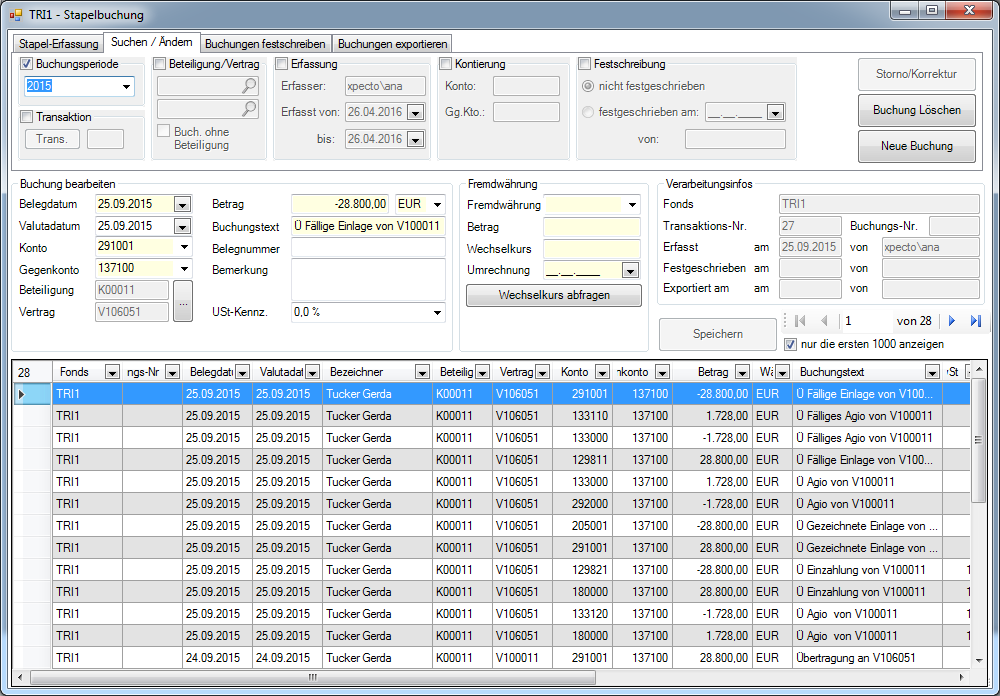 TRI1 - Stapelbuchung
Stapel-Erfassung Suchen / Ändern Buchungen festschreiben Buchungen exportieren
Buchungsperiode Beteiligung/Vertrag Erfassung Kontierung Festschreibung
2015 Erfasser: xpecto\ana Konto: nicht festgeschrieben Storno/Korrektur
Erfasst von: 26.04.2016 Gg.Kto.: festgeschrieben am: __.__.____ Buchung Löschen
Transaktion
Trans. Buch. ohne Beteiligung bis: 26.04.2016 von: Neue Buchung
Buchung bearbeiten Fremdwährung Verarbeitungsinfos
Belegdatum 25.09.2015 Betrag -28.800,00 EUR Fremdwährung Fonds TRI1
Valutadatum 25.09.2015 Buchungstext Ü Fällige Einlage von V100011 Betrag Transaktions-Nr. 27 Buchungs-Nr.
Konto 291001 Belegnummer Wechselkurs Erfasst am 25.09.2015 von xpecto\ana
Gegenkonto 137100 Bemerkung Umrechnung __.__.____ Festgeschrieben am von
Beteiligung K00011 ... Wechselkurs abfragen Exportiert am am von
Vertrag V106051 USt-Kennz. 0,0 %
Speichern 1 von 28
nur die ersten 1000 anzeigen
28 Fonds ngs-Nr Belegdatu Valutadat Bezeichner Beteilig Vertrag Konto nkonto Betrag Wä Buchungstext St
TRI1 25.09.2015 25.09.2015 Tucker Gerda K00011 V106051 291001 137100 -28.800,00 EUR Ü Fällige Einlage von V100...
TRI1 25.09.2015 25.09.2015 Tucker Gerda K00011 V106051 133110 137100 1.728,00 EUR Ü Fälliges Agio von V100011
TRI1 25.09.2015 25.09.2015 Tucker Gerda K00011 V106051 133000 137100 -1.728,00 EUR Ü Fälliges Agio von V100011
TRI1 25.09.2015 25.09.2015 Tucker Gerda K00011 V106051 129811 137100 28.800,00 EUR Ü Fällige Einlage von V100...
TRI1 25.09.2015 25.09.2015 Tucker Gerda K00011 V106051 133000 137100 1.728,00 EUR Ü Agio von V100011
TRI1 25.09.2015 25.09.2015 Tucker Gerda K00011 V106051 292000 137100 -1.728,00 EUR Ü Agio von V100011
TRI1 25.09.2015 25.09.2015 Tucker Gerda K00011 V106051 205001 137100 -28.800,00 EUR Ü Gezeichnete Einlage von ...
TRI1 25.09.2015 25.09.2015 Tucker Gerda K00011 V106051 291001 137100 28.800,00 EUR Ü Gezeichnete Einlage von ...
TRI1 25.09.2015 25.09.2015 Tucker Gerda K00011 V106051 129821 137100 -28.800,00 EUR Ü Einzahlung von V100011 1
TRI1 25.09.2015 25.09.2015 Tucker Gerda K00011 V106051 180000 137100 28.800,00 EUR Ü Einzahlung von V100011 1
TRI1 25.09.2015 25.09.2015 Tucker Gerda K00011 V106051 133120 137100 -1.728,00 EUR Ü Agio von V100011 1
TRI1 25.09.2015 25.09.2015 Tucker Gerda K00011 V106051 180000 137100 1.728,00 EUR Ü Agio von V100011 1
TRI1 24.09.2015 24.09.2015 Tucker Gerda K00011 V100011 291001 137100 28.800,00 EUR Übertragung an V106051